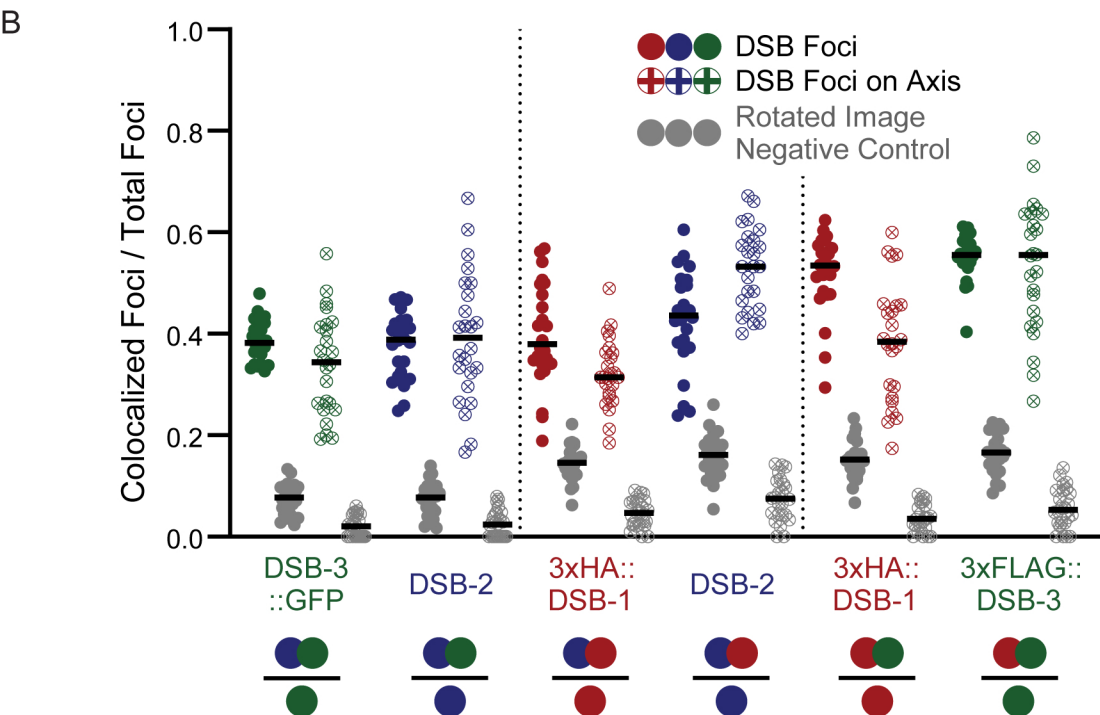 B
Colocalized Foci / Total Foci
1.0
0.8
0.6
0.4
0.2
0.0
DSB Foci
DSB Foci on Axis
Rotated Image
Negative Control
DSB-3
::GFP
DSB-2
3xHA::
DSB-1
DSB-2
3xHA::
DSB-1
3xFLAG::
DSB-3